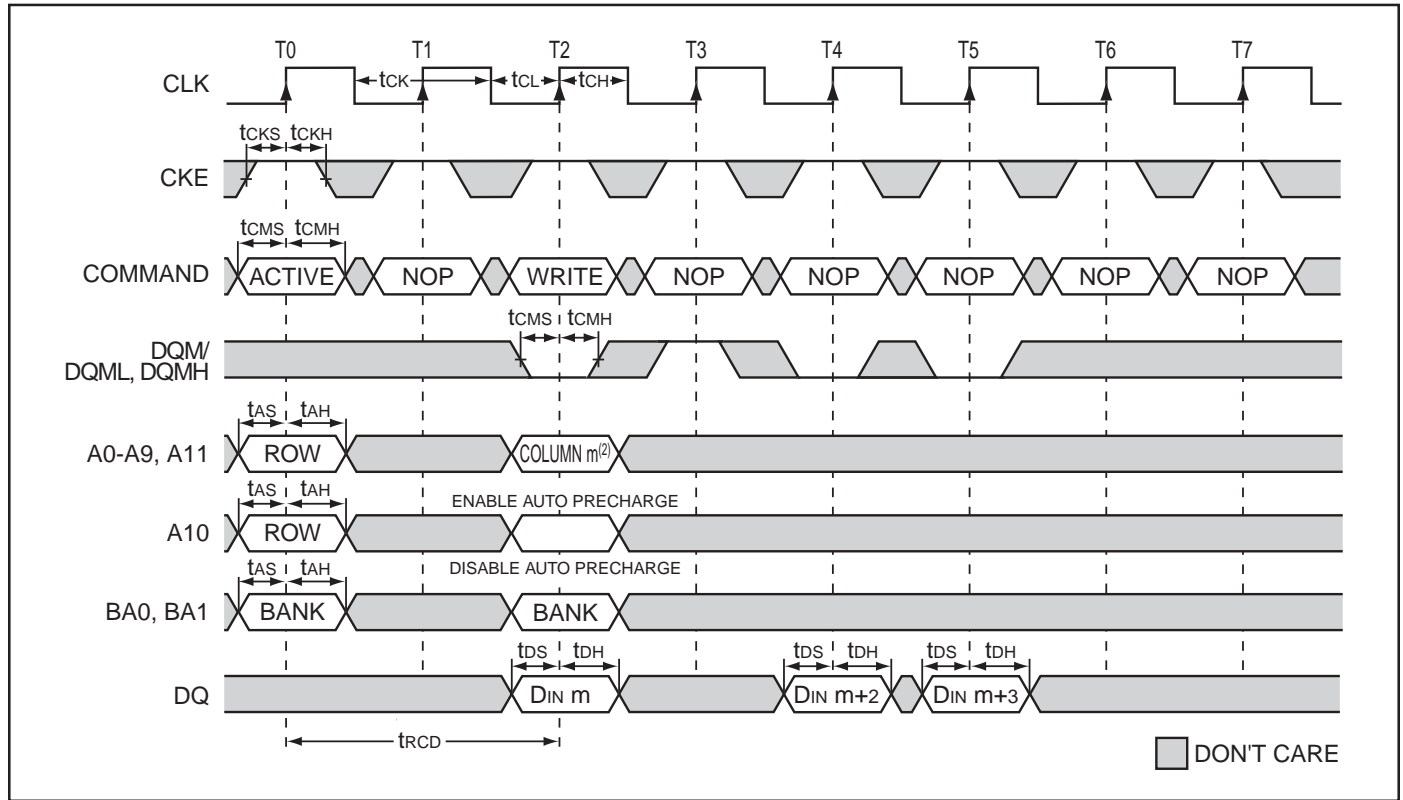 T0 T1 T2 T3 T4 T5 T6 T7
CLK
tCK tCL tCH
tCKS tCKH
CKE
tCMS tCMH
COMMAND ACTIVE NOP WRITE NOP NOP NOP NOP NOP
tCMS tCMH
DQM/
DQML, DQMH
tAS tAH
A0-A9, A11 ROW COLUMN m(2)
tAS tAH ENABLE AUTO PRECHARGE
A10 ROW
tAS tAH DISABLE AUTO PRECHARGE
BA0, BA1 BANK BANK
tDS tDH tDS tDH tDS tDH
DQ DIN m DIN m+2 DIN m+3
tRCD
DON'T CARE